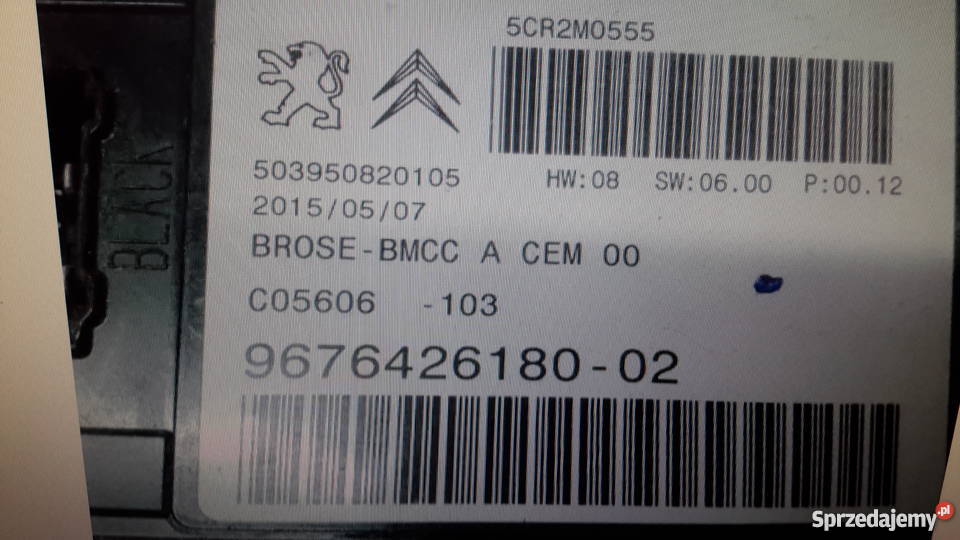 5CR2M0555
503950820105
HW:08 SW:06.00 P:00.12
2015/05/07
BROSE-BMCC A CEM 00
C05606 -103
9676426180-02
BLACK
Sprzedajemy.pl